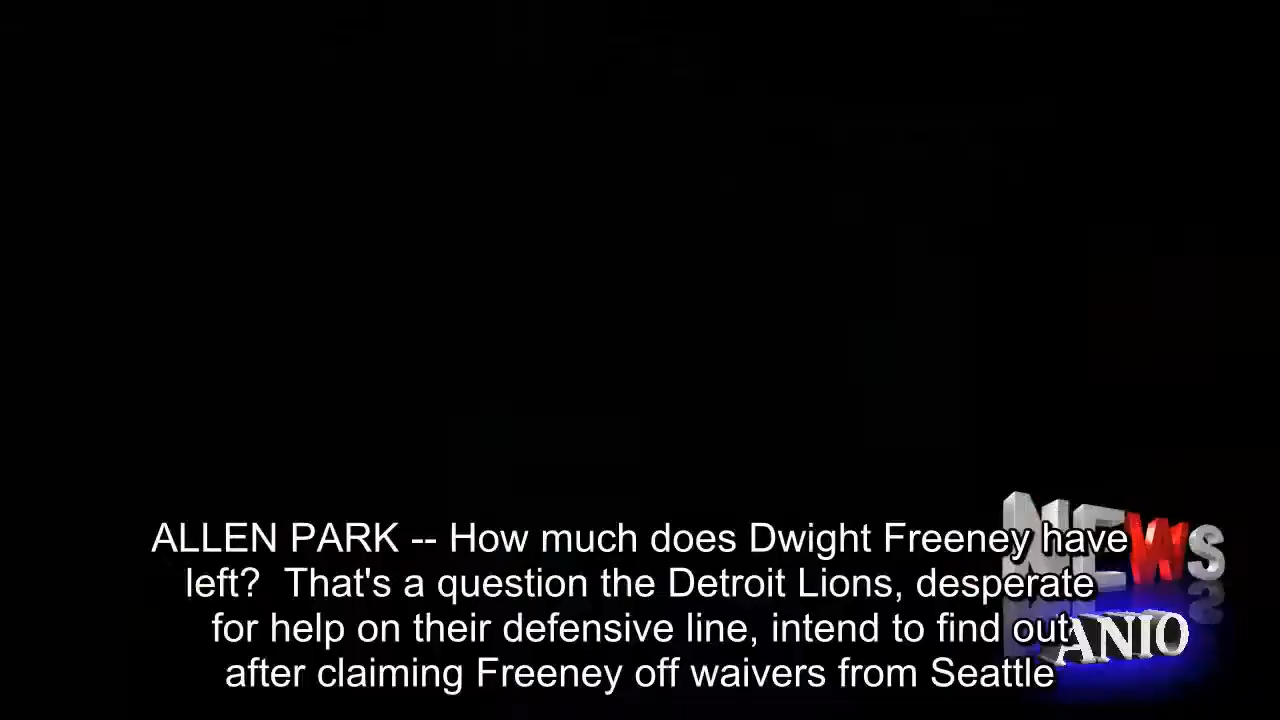 NEWS
ANIO
ALLEN PARK -- How much does Dwight Freeney have
left?  That's a question the Detroit Lions, desperate
for help on their defensive line, intend to find out
after claiming Freeney off waivers from Seattle